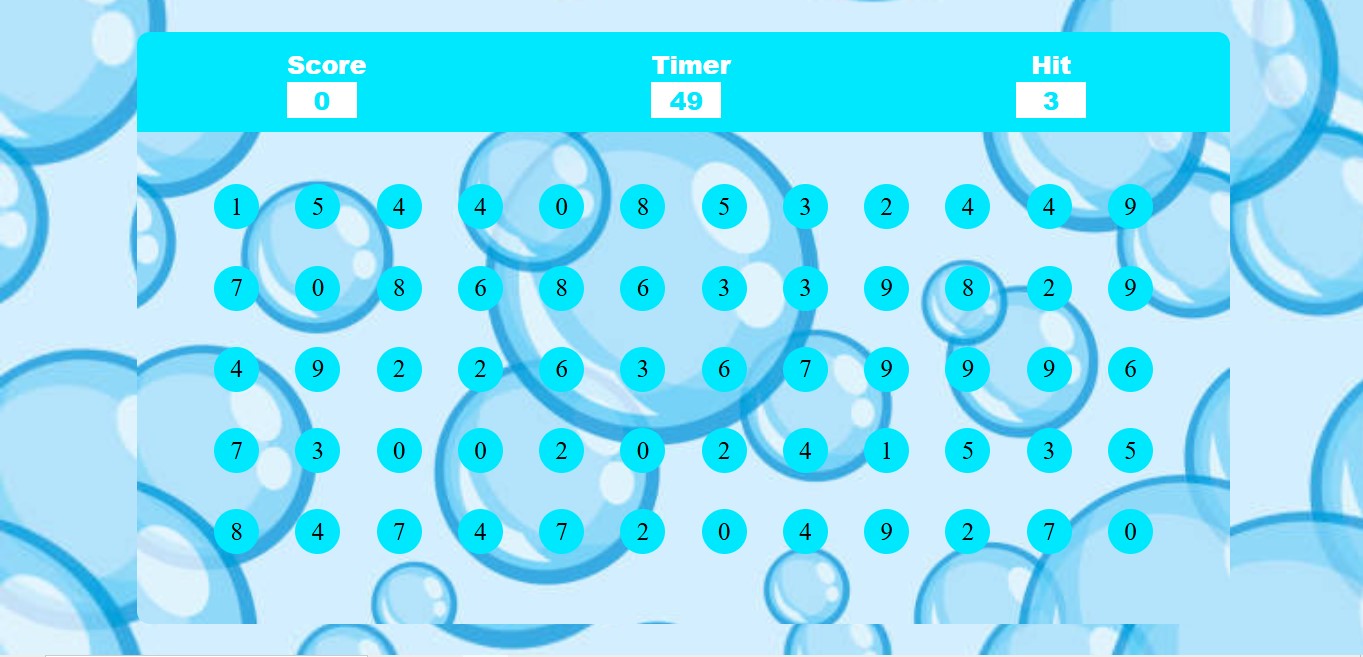 Score Timer Hit
0 49 3
1 5 4 4 0 8 5 3 2 4 4 9
7 0 8 6 8 6 3 3 9 8 2 9
4 9 2 2 6 3 6 7 9 9 9 6
7 3 0 0 2 0 2 4 1 5 3 5
8 4 7 4 7 2 0 4 9 2 7 0